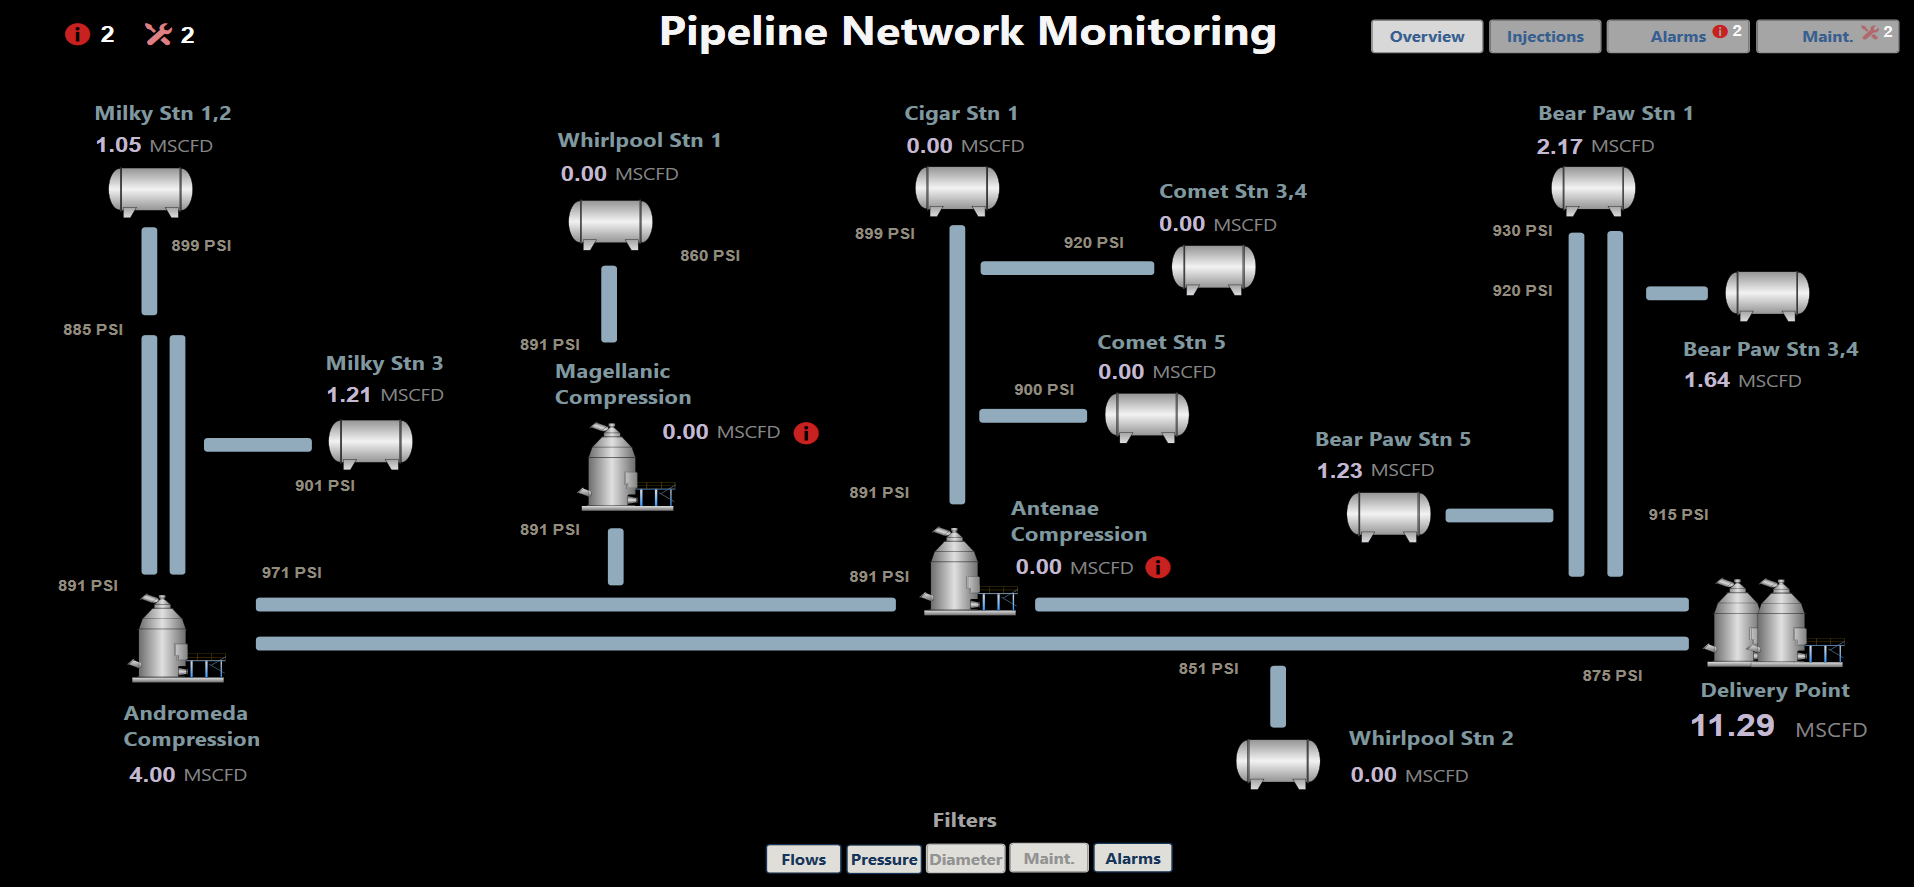 2 2 Pipeline Network Monitoring Overview Injections Alarms 2 Maint. 2
Milky Stn 1,2
1.05 MSCFD
899 PSI
885 PSI
Milky Stn 3
1.21 MSCFD
901 PSI
891 PSI
971 PSI
Andromeda
Compression
4.00 MSCFD
Whirlpool Stn 1
0.00 MSCFD
860 PSI
891 PSI
Magellanic
Compression
0.00 MSCFD
891 PSI
Cigar Stn 1
0.00 MSCFD
899 PSI
Comet Stn 3,4
0.00 MSCFD
920 PSI
Comet Stn 5
0.00 MSCFD
900 PSI
891 PSI
Antenae
Compression
0.00 MSCFD
891 PSI
Bear Paw Stn 1
2.17 MSCFD
930 PSI
920 PSI
Bear Paw Stn 3,4
1.64 MSCFD
Bear Paw Stn 5
1.23 MSCFD
915 PSI
851 PSI
875 PSI
Delivery Point
11.29 MSCFD
Whirlpool Stn 2
0.00 MSCFD
Filters
Flows Pressure Diameter Maint. Alarms